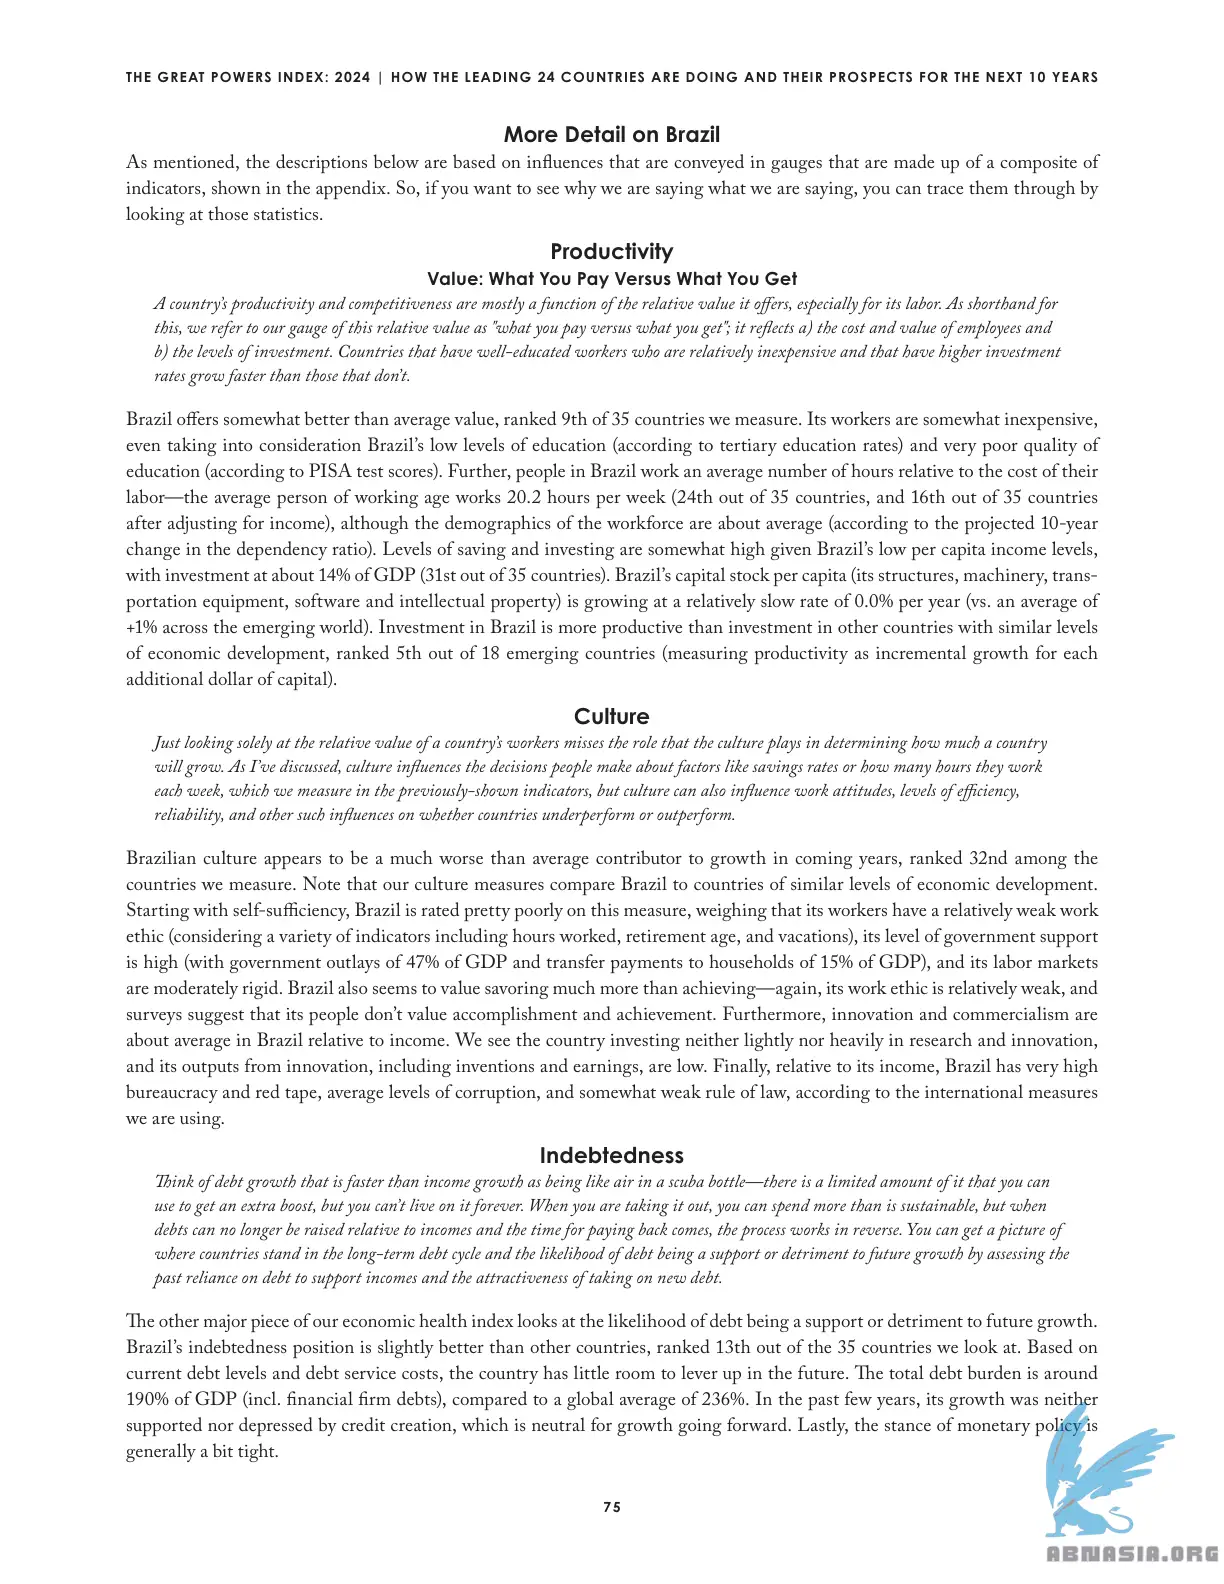 THE GREAT POWERS INDEX: 2024 | HOW THE LEADING 24 COUNTRIES ARE DOING AND THEIR PROSPECTS FOR THE NEXT 10 YEARS
More Detail on Brazil
As mentioned, the descriptions below are based on influences that are conveyed in gauges that are made up of a composite of
indicators, shown in the appendix. So, if you want to see why we are saying what we are saying, you can trace them through by
looking at those statistics.
Productivity
Value: What You Pay Versus What You Get
A country's productivity and competitiveness are mostly a function of the relative value it offers, especially for its labor. As shorthand for
this, we refer to our gauge of this relative value as "what you pay versus what you get"; it reflects a) the cost and value of employees and
b) the levels of investment. Countries that have well-educated workers who are relatively inexpensive and that have higher investment
rates grow faster than those that don't.
Brazil offers somewhat better than average value, ranked 9th of 35 countries we measure. Its workers are somewhat inexpensive,
even taking into consideration Brazil's low levels of education (according to tertiary education rates) and very poor quality of
education (according to PISA test scores). Further, people in Brazil work an average number of hours relative to the cost of their
labor—the average person of working age works 20.2 hours per week (24th out of 35 countries, and 16th out of 35 countries
after adjusting for income), although the demographics of the workforce are about average (according to the projected 10-year
change in the dependency ratio). Levels of saving and investing are somewhat high given Brazil's low per capita income levels,
with investment at about 14% of GDP (31st out of 35 countries). Brazil's capital stock per capita (its structures, machinery, trans-
portation equipment, software and intellectual property) is growing at a relatively slow rate of 0.0% per year (vs. an average of
+1% across the emerging world). Investment in Brazil is more productive than investment in other countries with similar levels
of economic development, ranked 5th out of 18 emerging countries (measuring productivity as incremental growth for each
additional dollar of capital).
Culture
Just looking solely at the relative value of a country's workers misses the role that the culture plays in determining how much a country
will grow. As I've discussed, culture influences the decisions people make about factors like savings rates or how many hours they work
each week, which we measure in the previously-shown indicators, but culture can also influence work attitudes, levels of efficiency,
reliability, and other such influences on whether countries underperform or outperform.
Brazilian culture appears to be a much worse than average contributor to growth in coming years, ranked 32nd among the
countries we measure. Note that our culture measures compare Brazil to countries of similar levels of economic development.
Starting with self-sufficiency, Brazil is rated pretty poorly on this measure, weighing that its workers have a relatively weak work
ethic (considering a variety of indicators including hours worked, retirement age, and vacations), its level of government support
is high (with government outlays of 47% of GDP and transfer payments to households of 15% of GDP), and its labor markets
are moderately rigid. Brazil also seems to value savoring much more than achieving—again, its work ethic is relatively weak, and
surveys suggest that its people don't value accomplishment and achievement. Furthermore, innovation and commercialism are
about average in Brazil relative to income. We see the country investing neither lightly nor heavily in research and innovation,
and its outputs from innovation, including inventions and earnings, are low. Finally, relative to its income, Brazil has very high
bureaucracy and red tape, average levels of corruption, and somewhat weak rule of law, according to the international measures
we are using.
Indebtedness
Think of debt growth that is faster than income growth as being like air in a scuba bottle—there is a limited amount of it that you can
use to get an extra boost, but you can't live on it forever. When you are taking it out, you can spend more than is sustainable, but when
debts can no longer be raised relative to incomes and the time for paying back comes, the process works in reverse. You can get a picture of
where countries stand in the long-term debt cycle and the likelihood of debt being a support or detriment to future growth by assessing the
past reliance on debt to support incomes and the attractiveness of taking on new debt.
The other major piece of our economic health index looks at the likelihood of debt being a support or detriment to future growth.
Brazil's indebtedness position is slightly better than other countries, ranked 13th out of the 35 countries we look at. Based on
current debt levels and debt service costs, the country has little room to lever up in the future. The total debt burden is around
190% of GDP (incl. financial firm debts), compared to a global average of 236%. In the past few years, its growth was neither
supported nor depressed by credit creation, which is neutral for growth going forward. Lastly, the stance of monetary policy is
generally a bit tight.
75
ABNASIA.ORG